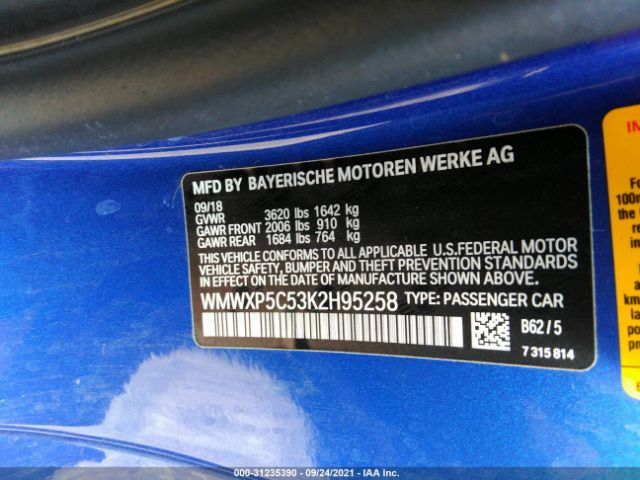 MFD BY BAYERISCHE MOTOREN WERKE AG
09/18
GVWR 3620 lbs 1642 kg
GAWR FRONT 2006 lbs 910 kg
GAWR REAR 1684 lbs 764 kg
THIS VEHICLE CONFORMS TO ALL APPLICABLE U.S.FEDERAL MOTOR
VEHICLE SAFETY, BUMPER, AND THEFT PREVENTION STANDARDS
IN EFFECT ON THE DATE OF MANUFACTURE SHOWN ABOVE.
WMWXP5C53K2H95258 TYPE: PASSENGER CAR
B62 / 5
7 315 814
000-31235390 - 09/24/2021 - IAA Inc.